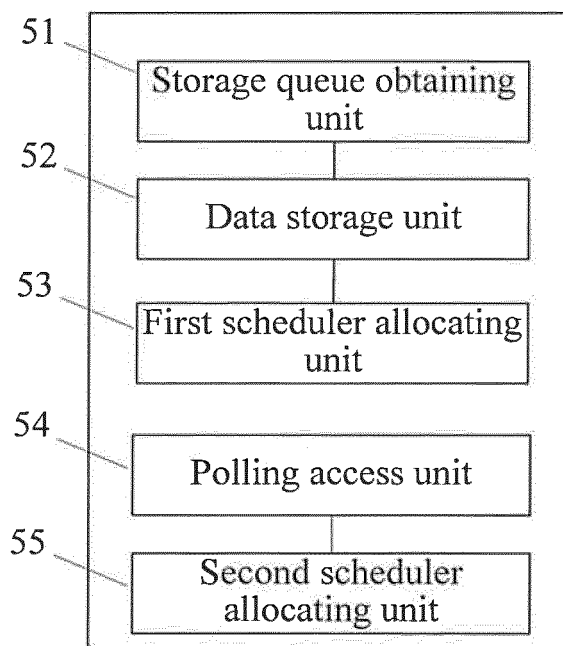 51
Storage queue obtaining
unit
52
Data storage unit
53
First scheduler allocating
unit
54
Polling access unit
55
Second scheduler
allocating unit